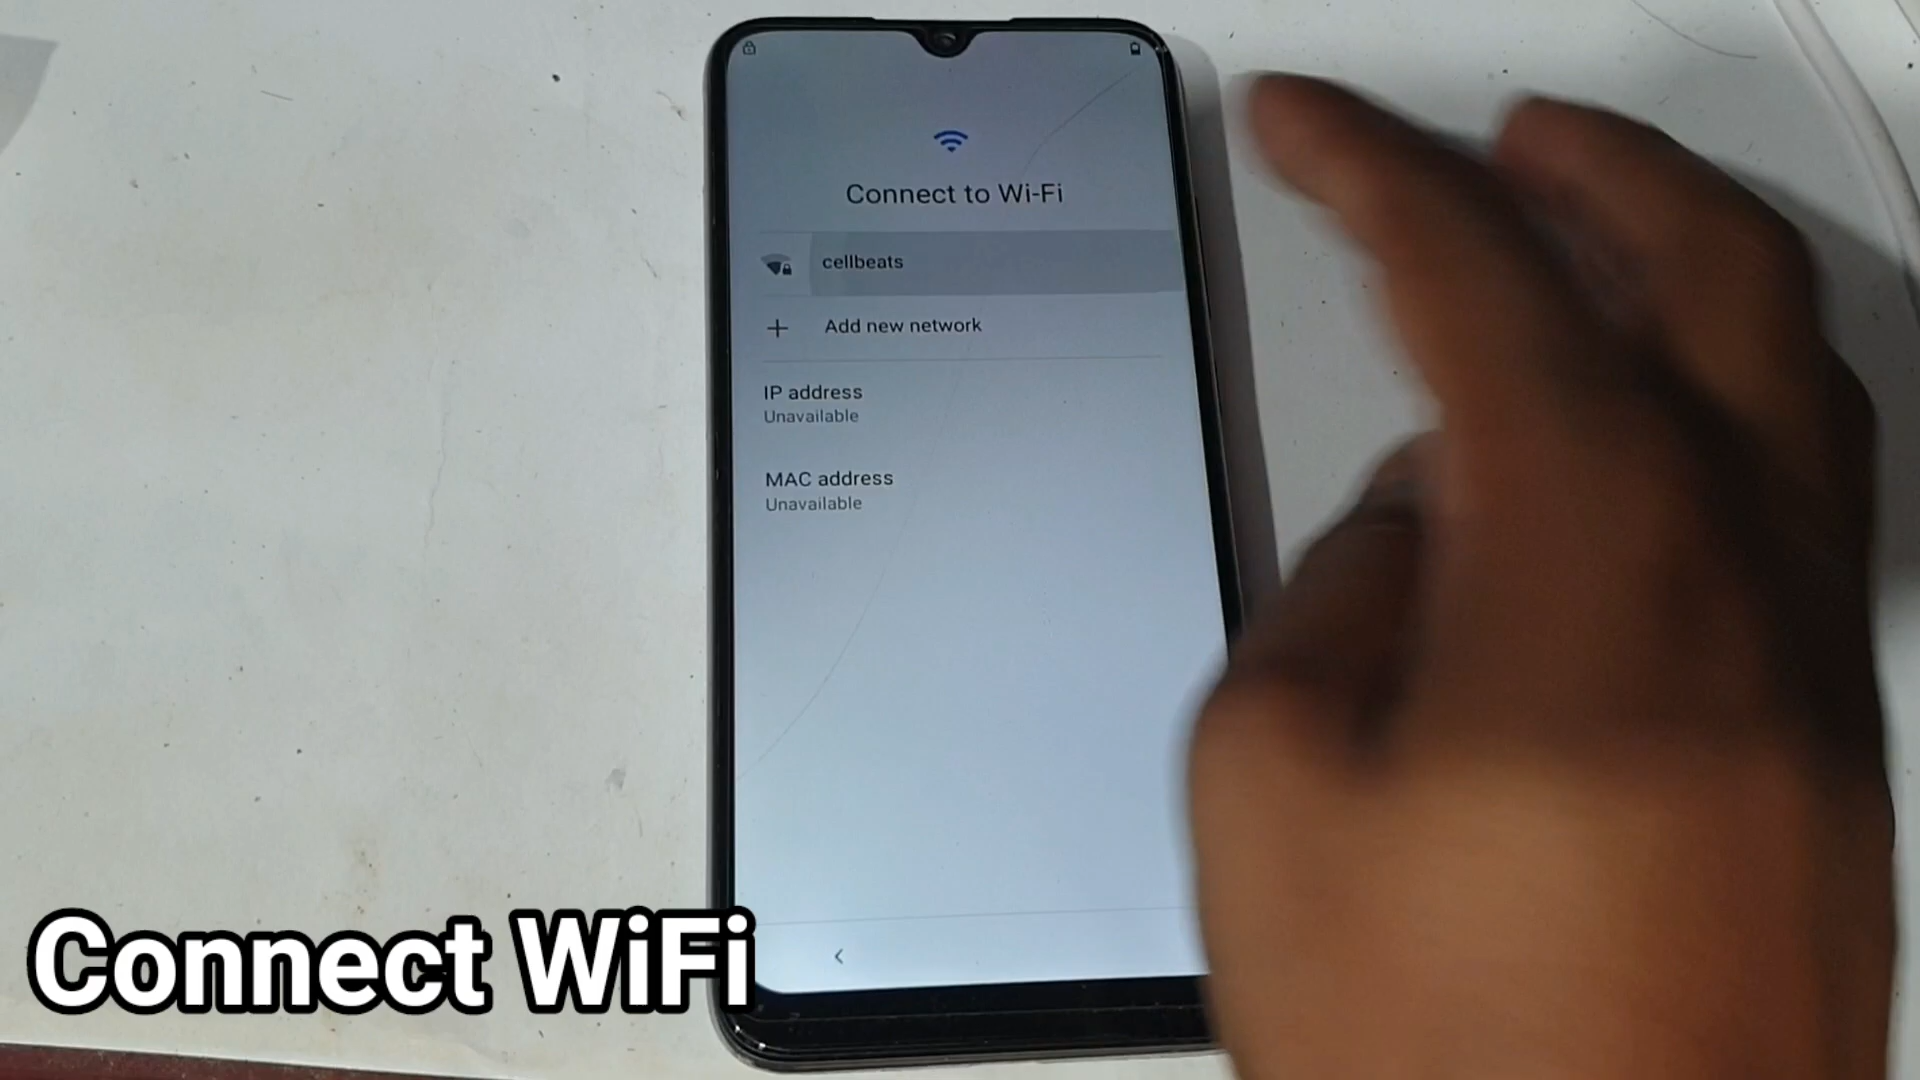 Connect to Wi-Fi
cellbeats
Add new network
IP address
Unavailable
MAC address
Unavailable
Connect WiFi